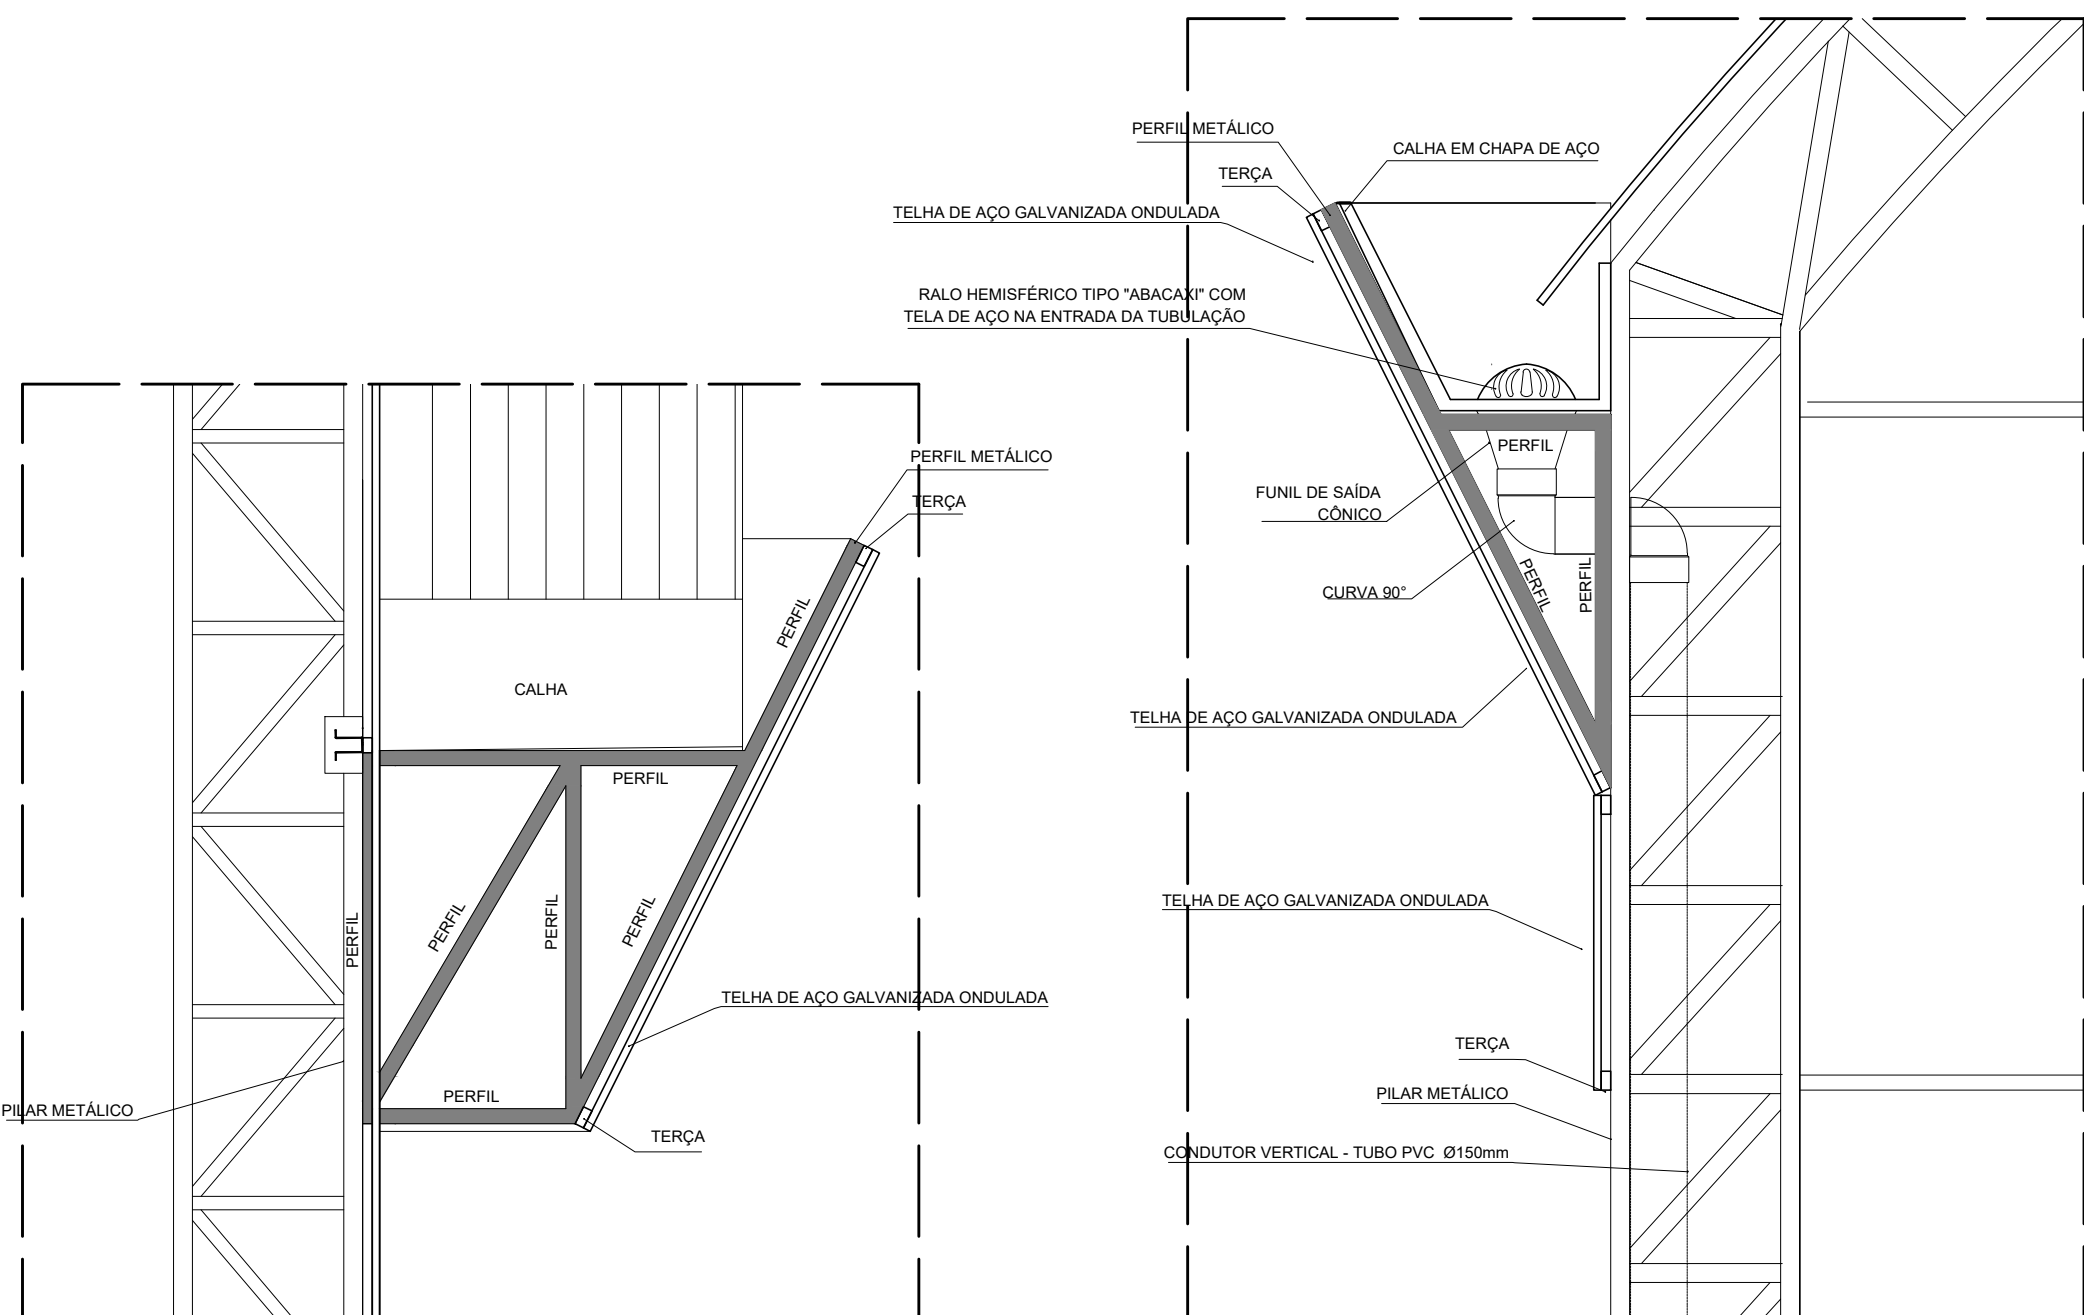 PERFIL METÁLICO
TERÇA
PERFIL
CALHA
PERFIL
PERFIL
PERFIL
PERFIL
PERFIL
TELHA DE AÇO GALVANIZADA ONDULADA
PERFIL
PILAR METÁLICO
TERÇA
PERFIL METÁLICO
CALHA EM CHAPA DE AÇO
TERÇA
TELHA DE AÇO GALVANIZADA ONDULADA
RALO HEMISFÉRICO TIPO "ABACAXI" COM
TELA DE AÇO NA ENTRADA DA TUBULAÇÃO
PERFIL
FUNIL DE SAÍDA
CÔNICO
PERFIL
PERFIL
CURVA 90°
TELHA DE AÇO GALVANIZADA ONDULADA
TELHA DE AÇO GALVANIZADA ONDULADA
TERÇA
PILAR METÁLICO
CONDUTOR VERTICAL - TUBO PVC Ø150mm